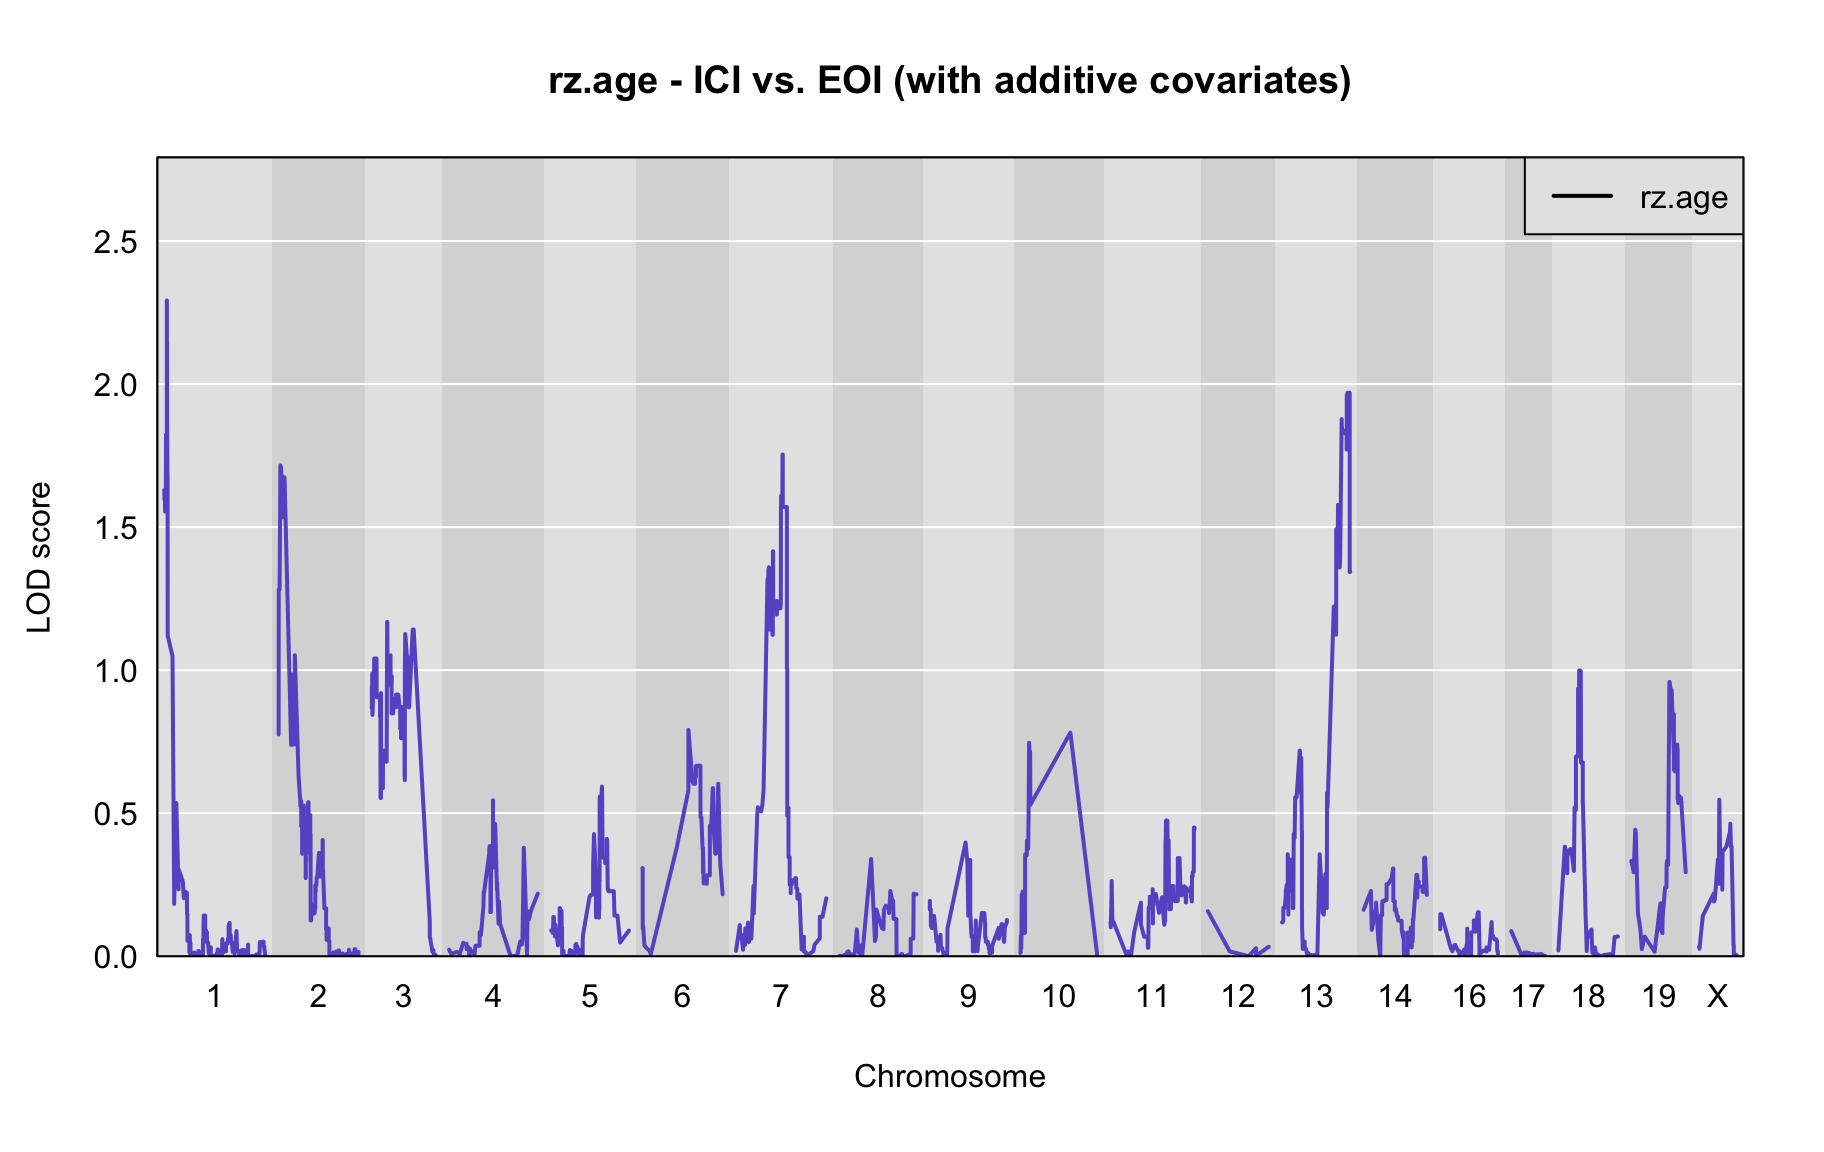 rz.age - ICI vs. EOI (with additive covariates)
rz.age
2.5
2.0
1.5
1.0
0.5
0.0
LOD score
1 2 3 4 5 6 7 8 9 10 11 12 13 14 16 17 18 19 X
Chromosome